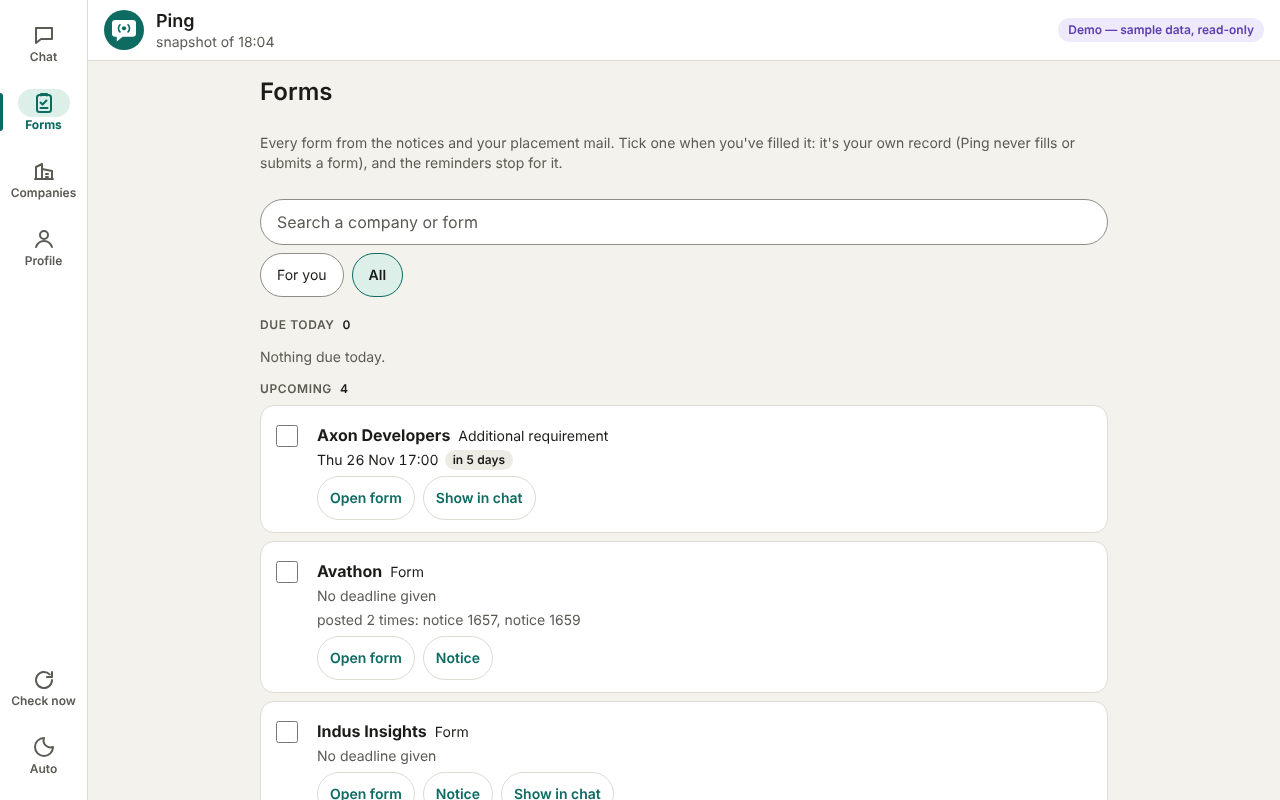 Ping
snapshot of 18:04
Demo — sample data, read-only
Chat
Forms
Companies
Profile
Check now
Auto
Forms
Every form from the notices and your placement mail. Tick one when you've filled it: it's your own record (Ping never fills or
submits a form), and the reminders stop for it.
Search a company or form
For you
All
DUE TODAY 0
Nothing due today.
UPCOMING 4
Axon Developers Additional requirement
Thu 26 Nov 17:00 in 5 days
Open form
Show in chat
Avathon Form
No deadline given
posted 2 times: notice 1657, notice 1659
Open form
Notice
Indus Insights Form
No deadline given
Open form
Notice
Show in chat